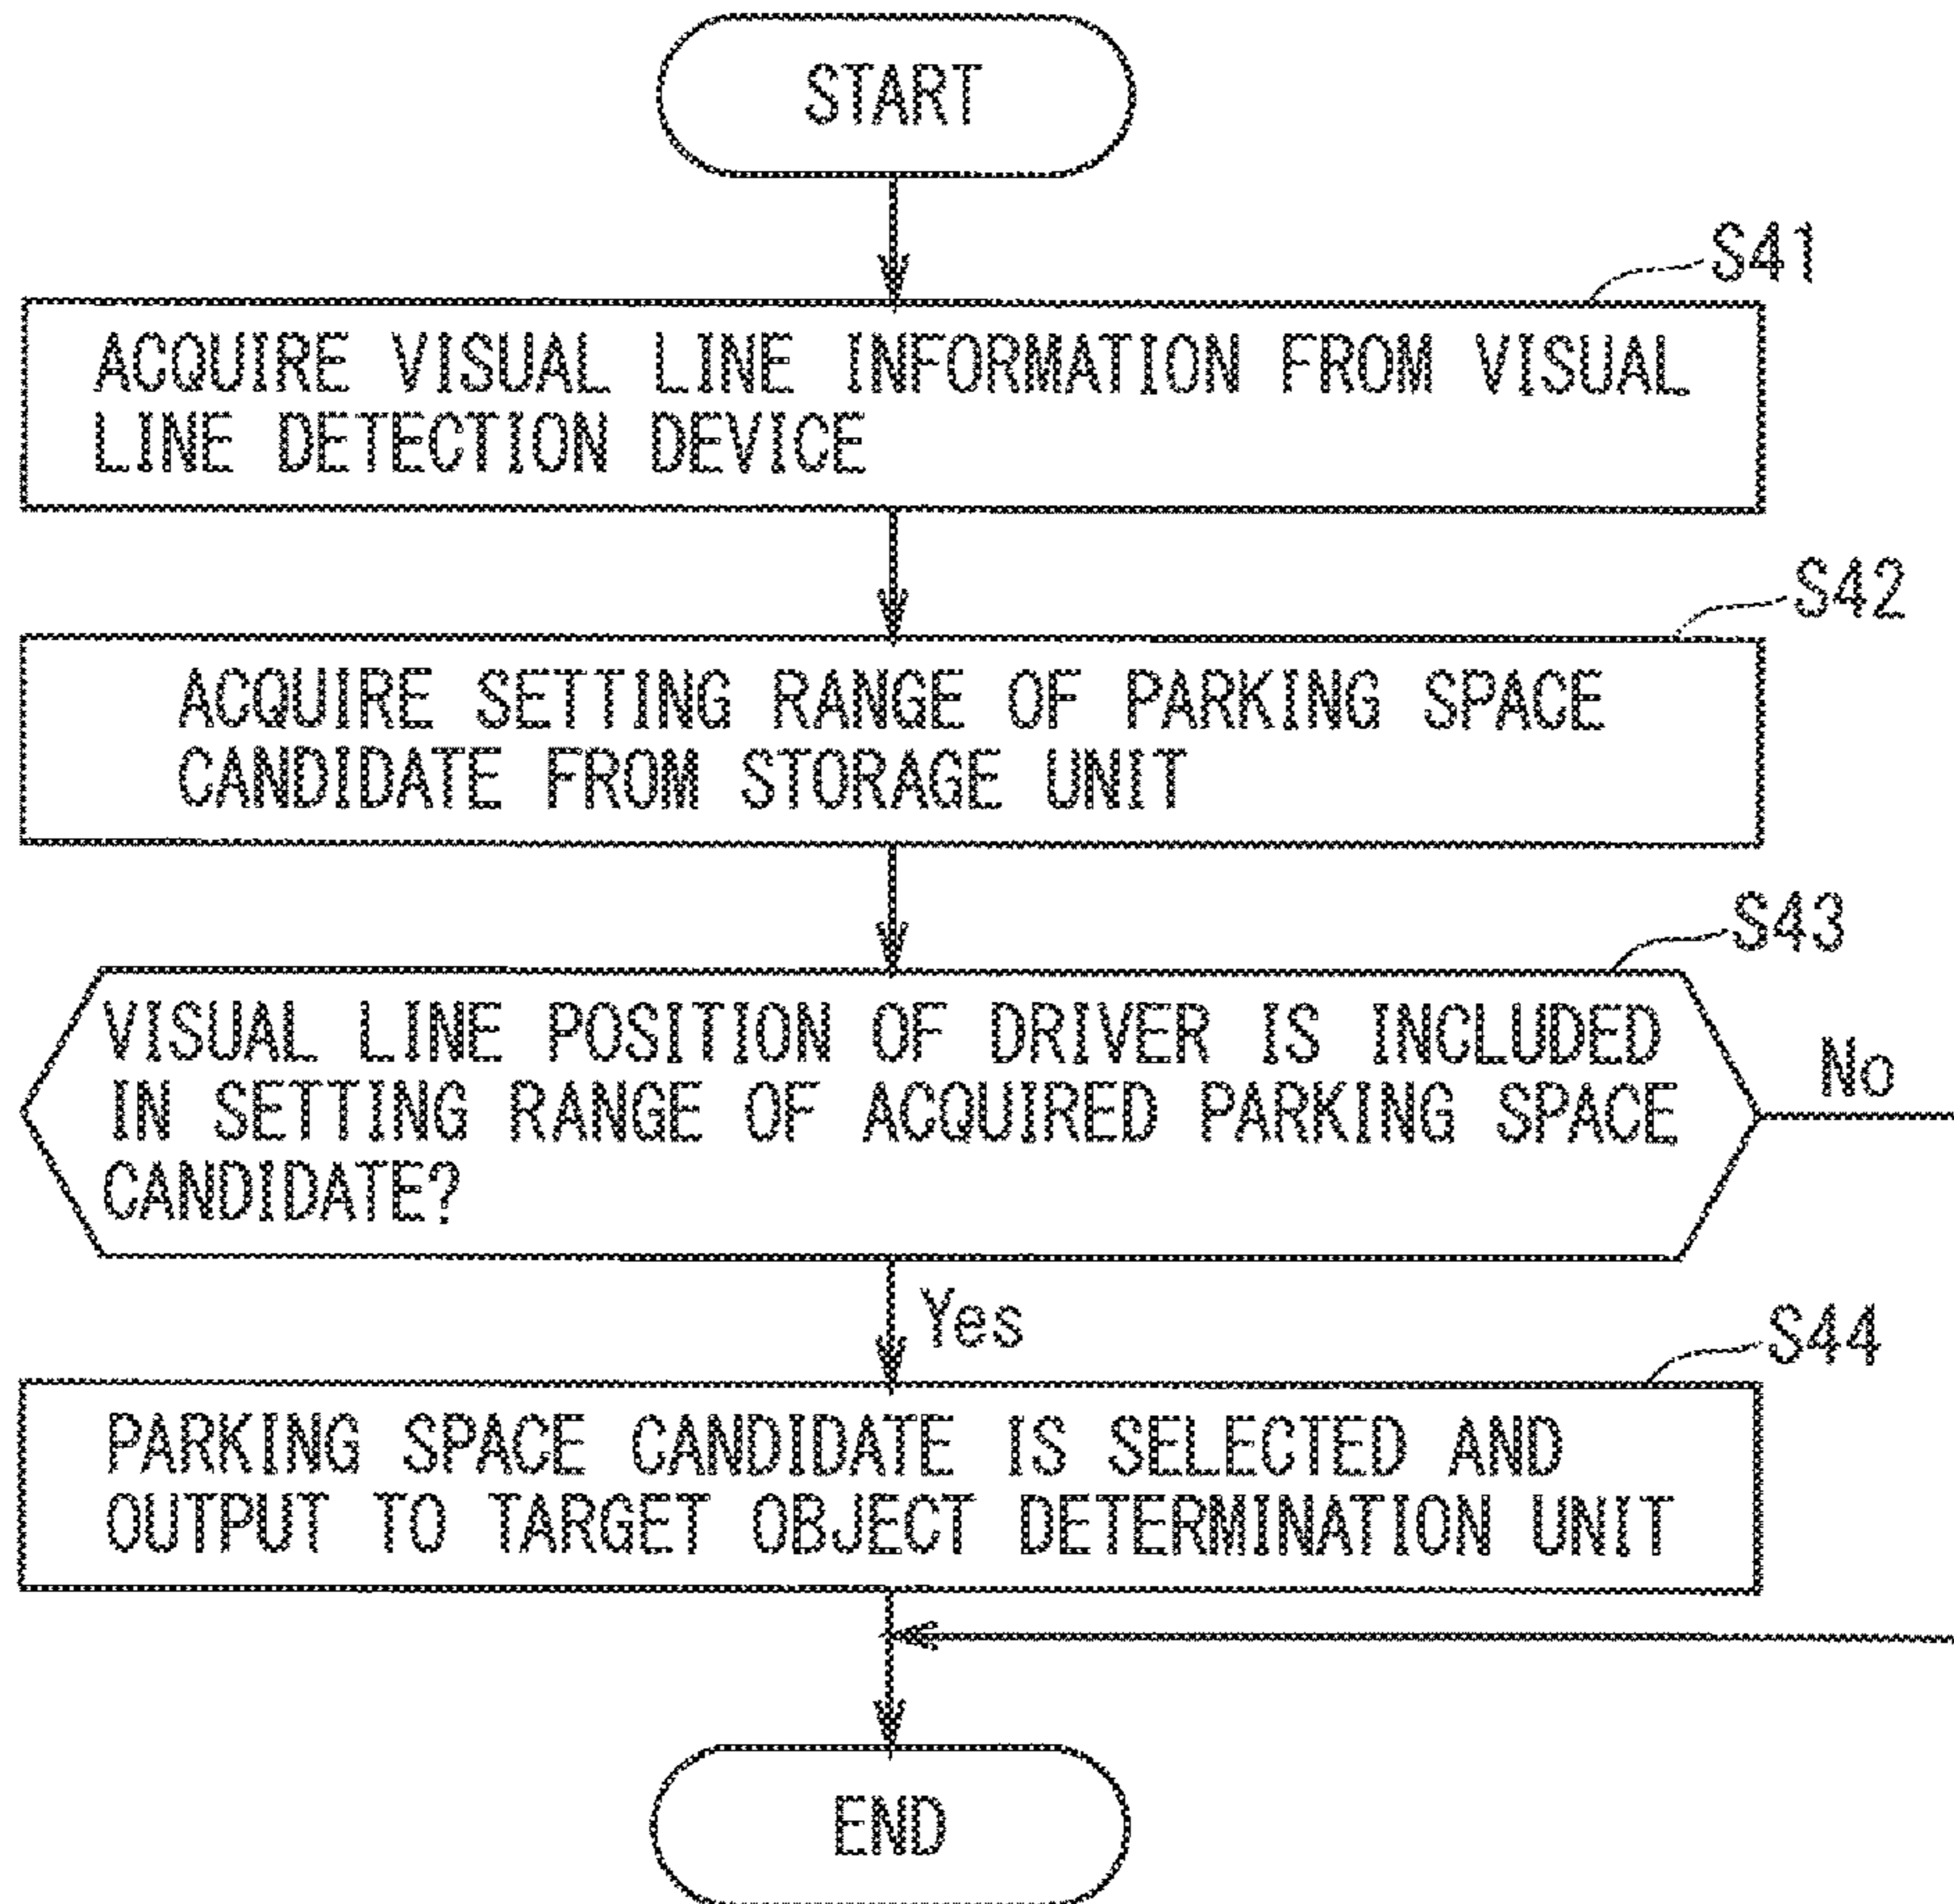 START
S41
ACQUIRE VISUAL LINE INFORMATION FROM VISUAL
LINE DETECTION DEVICE
S42
ACQUIRE SETTING RANGE OF PARKING SPACE
CANDIDATE FROM STORAGE UNIT
S43
VISUAL LINE POSITION OF DRIVER IS INCLUDED
IN SETTING RANGE OF ACQUIRED PARKING SPACE
CANDIDATE?
No
Yes
S44
PARKING SPACE CANDIDATE IS SELECTED AND
OUTPUT TO TARGET OBJECT DETERMINATION UNIT
END